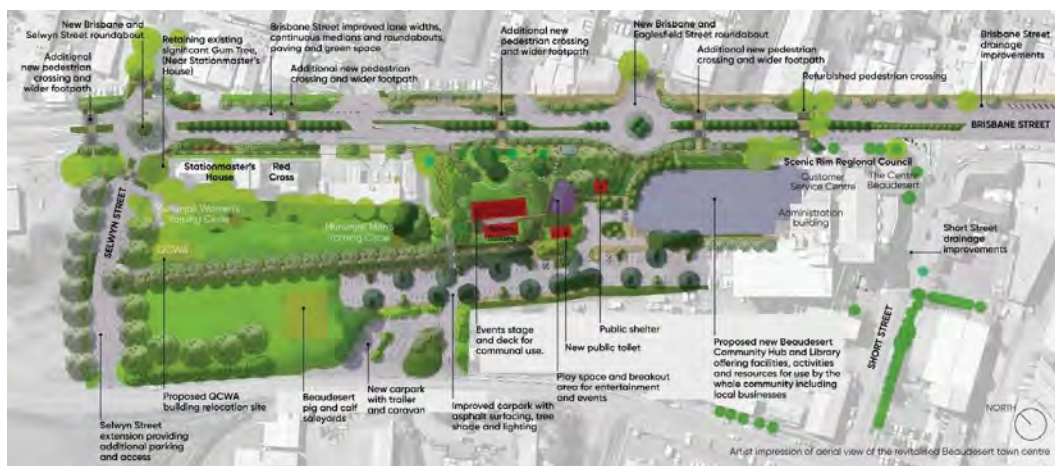 New Brisbane and
Selwyn Street roundabout
Additional
new pedestrian
crossing and
wider footpath
Retaining existing
significant Gum Tree,
(Near Stationmaster's
House)
Brisbane Street improved lane widths,
continuous medians and roundabouts,
paving and green space
Additional new pedestrian
crossing and wider footpath
Additional new
pedestrian crossing
and wider footpath
New Brisbane and
Eaglesfield Street roundabout
Additional new pedestrian
crossing and wider footpath
Refurbished pedestrian crossing
Brisbane Street
drainage
improvements
BRISBANE STREET
Stationmaster's
House
Red
Cross
Scenic Rim Regional Council
Customer
Service Centre
The Centre
Beaudesert
Administration
building
SELWYN STREET
Mununjali Women's
Yarning Circle
Mununjali Men's
Yarning Circle
QCWA
building
Short Street
drainage
improvements
SHORT STREET
Events stage
and deck for
communal use.
Public shelter
New public toilet
Play space and breakout
area for entertainment
and events
Proposed new Beaudesert
Community Hub and Library
offering facilities, activities
and resources for use by the
whole community including
local businesses
Proposed QCWA
building relocation site
Selwyn Street
extension providing
additional parking
and access
Beaudesert
pig and calf
saleyards
New carpark
with trailer
and caravan
Improved carpark with
asphalt surfacing, tree
shade and lighting
NORTH
Artist impression of aerial view of the revitalised Beaudesert town centre